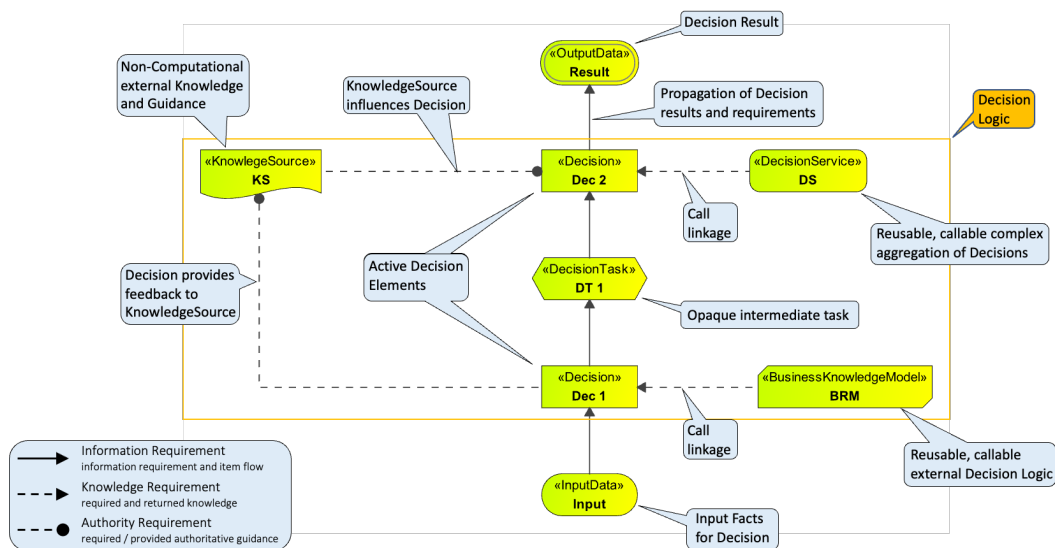 Decision Result
«OutputData»
Result
Non-Computational
external Knowledge
and Guidance
KnowledgeSource
influences Decision
Propagation of Decision
results and requirements
Decision
Logic
«KnowlegeSource»
KS
«Decision»
Dec 2
«DecisionService»
DS
Call
linkage
Reusable, callable complex
aggregation of Decisions
Decision provides
feedback to
KnowledgeSource
Active Decision
Elements
«DecisionTask»
DT 1
Opaque intermediate task
«Decision»
Dec 1
«BusinessKnowledgeModel»
BRM
Call
linkage
Reusable, callable
external Decision Logic
Information Requirement
information requirement and item flow
Knowledge Requirement
required and returned knowledge
Authority Requirement
required / provided authoritative guidance
«InputData»
Input
Input Facts
for Decision